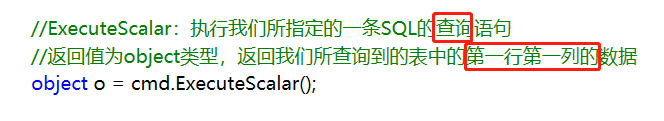 //ExecuteScalar：执行我们所指定的一条SQL的查询语句
//返回值为object类型，返回我们所查询到的表中的第一行第一列的数据
object o = cmd.ExecuteScalar();